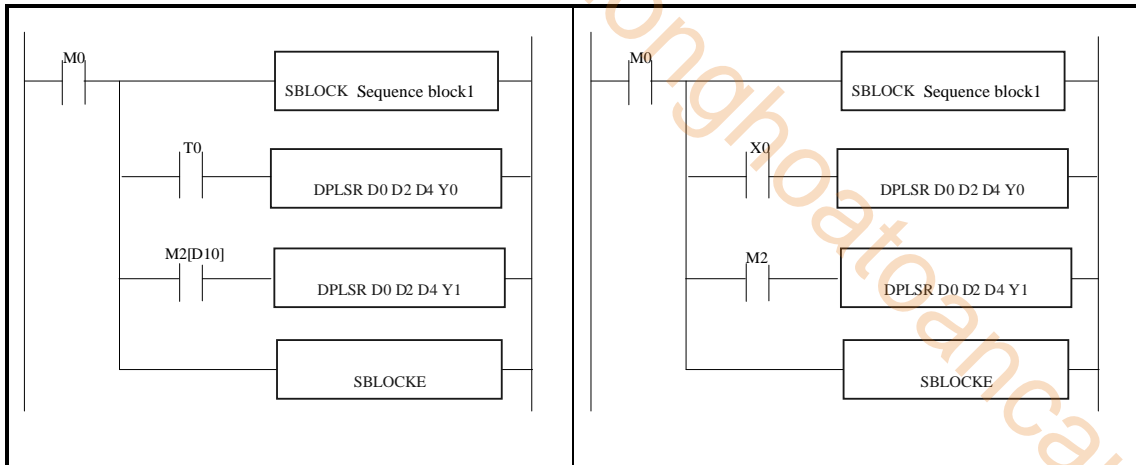 M0
SBLOCK Sequence block1
T0
DPLSR D0 D2 D4 Y0
M2[D10]
DPLSR D0 D2 D4 Y1
SBLOCKE
M0
SBLOCK Sequence block1
X0
DPLSR D0 D2 D4 Y0
M2
DPLSR D0 D2 D4 Y1
SBLOCKE
onghoatoancau